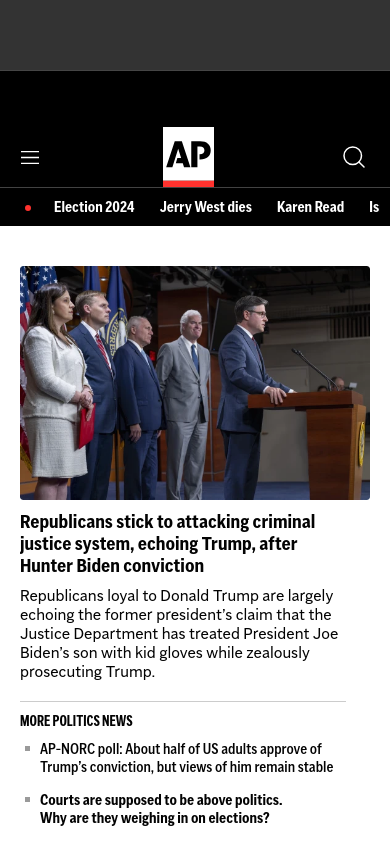 AP
Election 2024 Jerry West dies Karen Read Is
Republicans stick to attacking criminal
justice system, echoing Trump, after
Hunter Biden conviction
Republicans loyal to Donald Trump are largely
echoing the former president's claim that the
Justice Department has treated President Joe
Biden's son with kid gloves while zealously
prosecuting Trump.
MORE POLITICS NEWS
AP-NORC poll: About half of US adults approve of
Trump's conviction, but views of him remain stable
Courts are supposed to be above politics.
Why are they weighing in on elections?